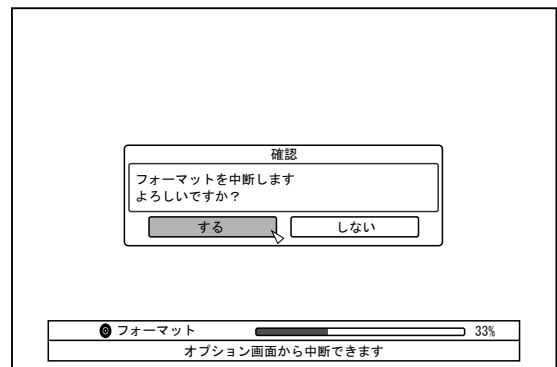 確認
フォーマットを中断します
よろしいですか？
する
しない
フォーマット 33%
オプション画面から中断できます